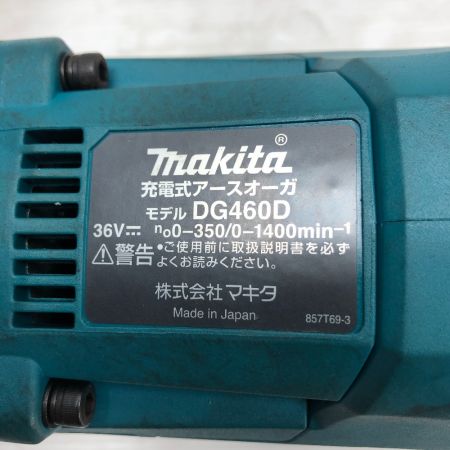 makita®
充電式アースオーガ
モデル DG460D
36V⎓ n₀0-350/0-1400min-1
⚠警告 •ご使用前に取扱説明書を必ず
よくお読みください。
株式会社 マキタ
Made in Japan
857T69-3